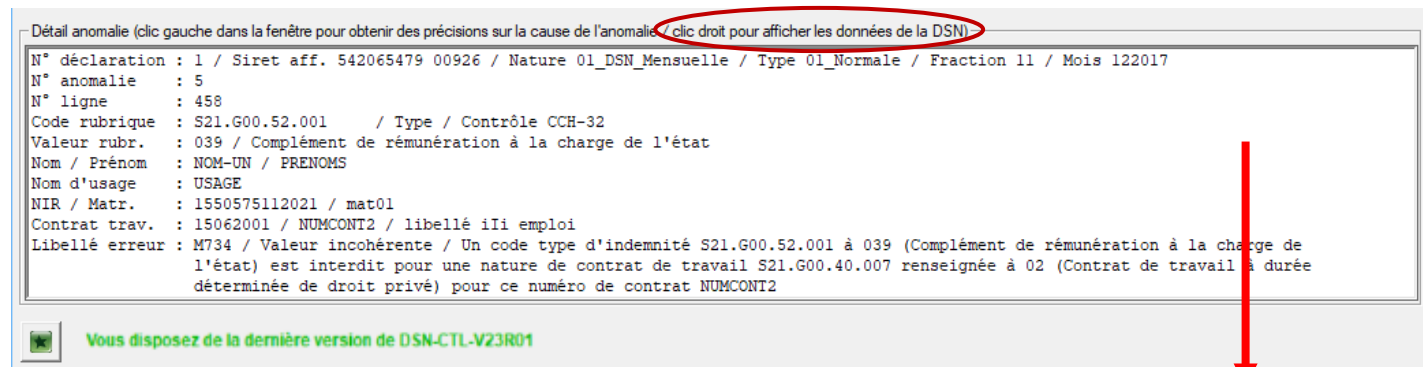 Détail anomalie (clic gauche dans la fenêtre pour obtenir des précisions sur la cause de l'anomalie / clic droit pour afficher les données de la DSN)
N° déclaration : 1 / Siret aff. 542065479 00926 / Nature 01_DSN_Mensuelle / Type 01_Normale / Fraction 11 / Mois 122017
N° anomalie : 5
N° ligne : 458
Code rubrique : S21.G00.52.001 / Type / Contrôle CCH-32
Valeur rubr. : 039 / Complément de rémunération à la charge de l'état
Nom / Prénom : NOM-UN / PRENOMS
Nom d'usage : USAGE
NIR / Matr. : 1550575112021 / mat01
Contrat trav. : 15062001 / NUMCONT2 / libellé iIi emploi
Libellé erreur : M734 / Valeur incohérente / Un code type d'indemnité S21.G00.52.001 à 039 (Complément de rémunération à la charge de
l'état) est interdit pour une nature de contrat de travail S21.G00.40.007 renseignée à 02 (Contrat de travail à durée
déterminée de droit privé) pour ce numéro de contrat NUMCONT2
Vous disposez de la dernière version de DSN-CTL-V23R01